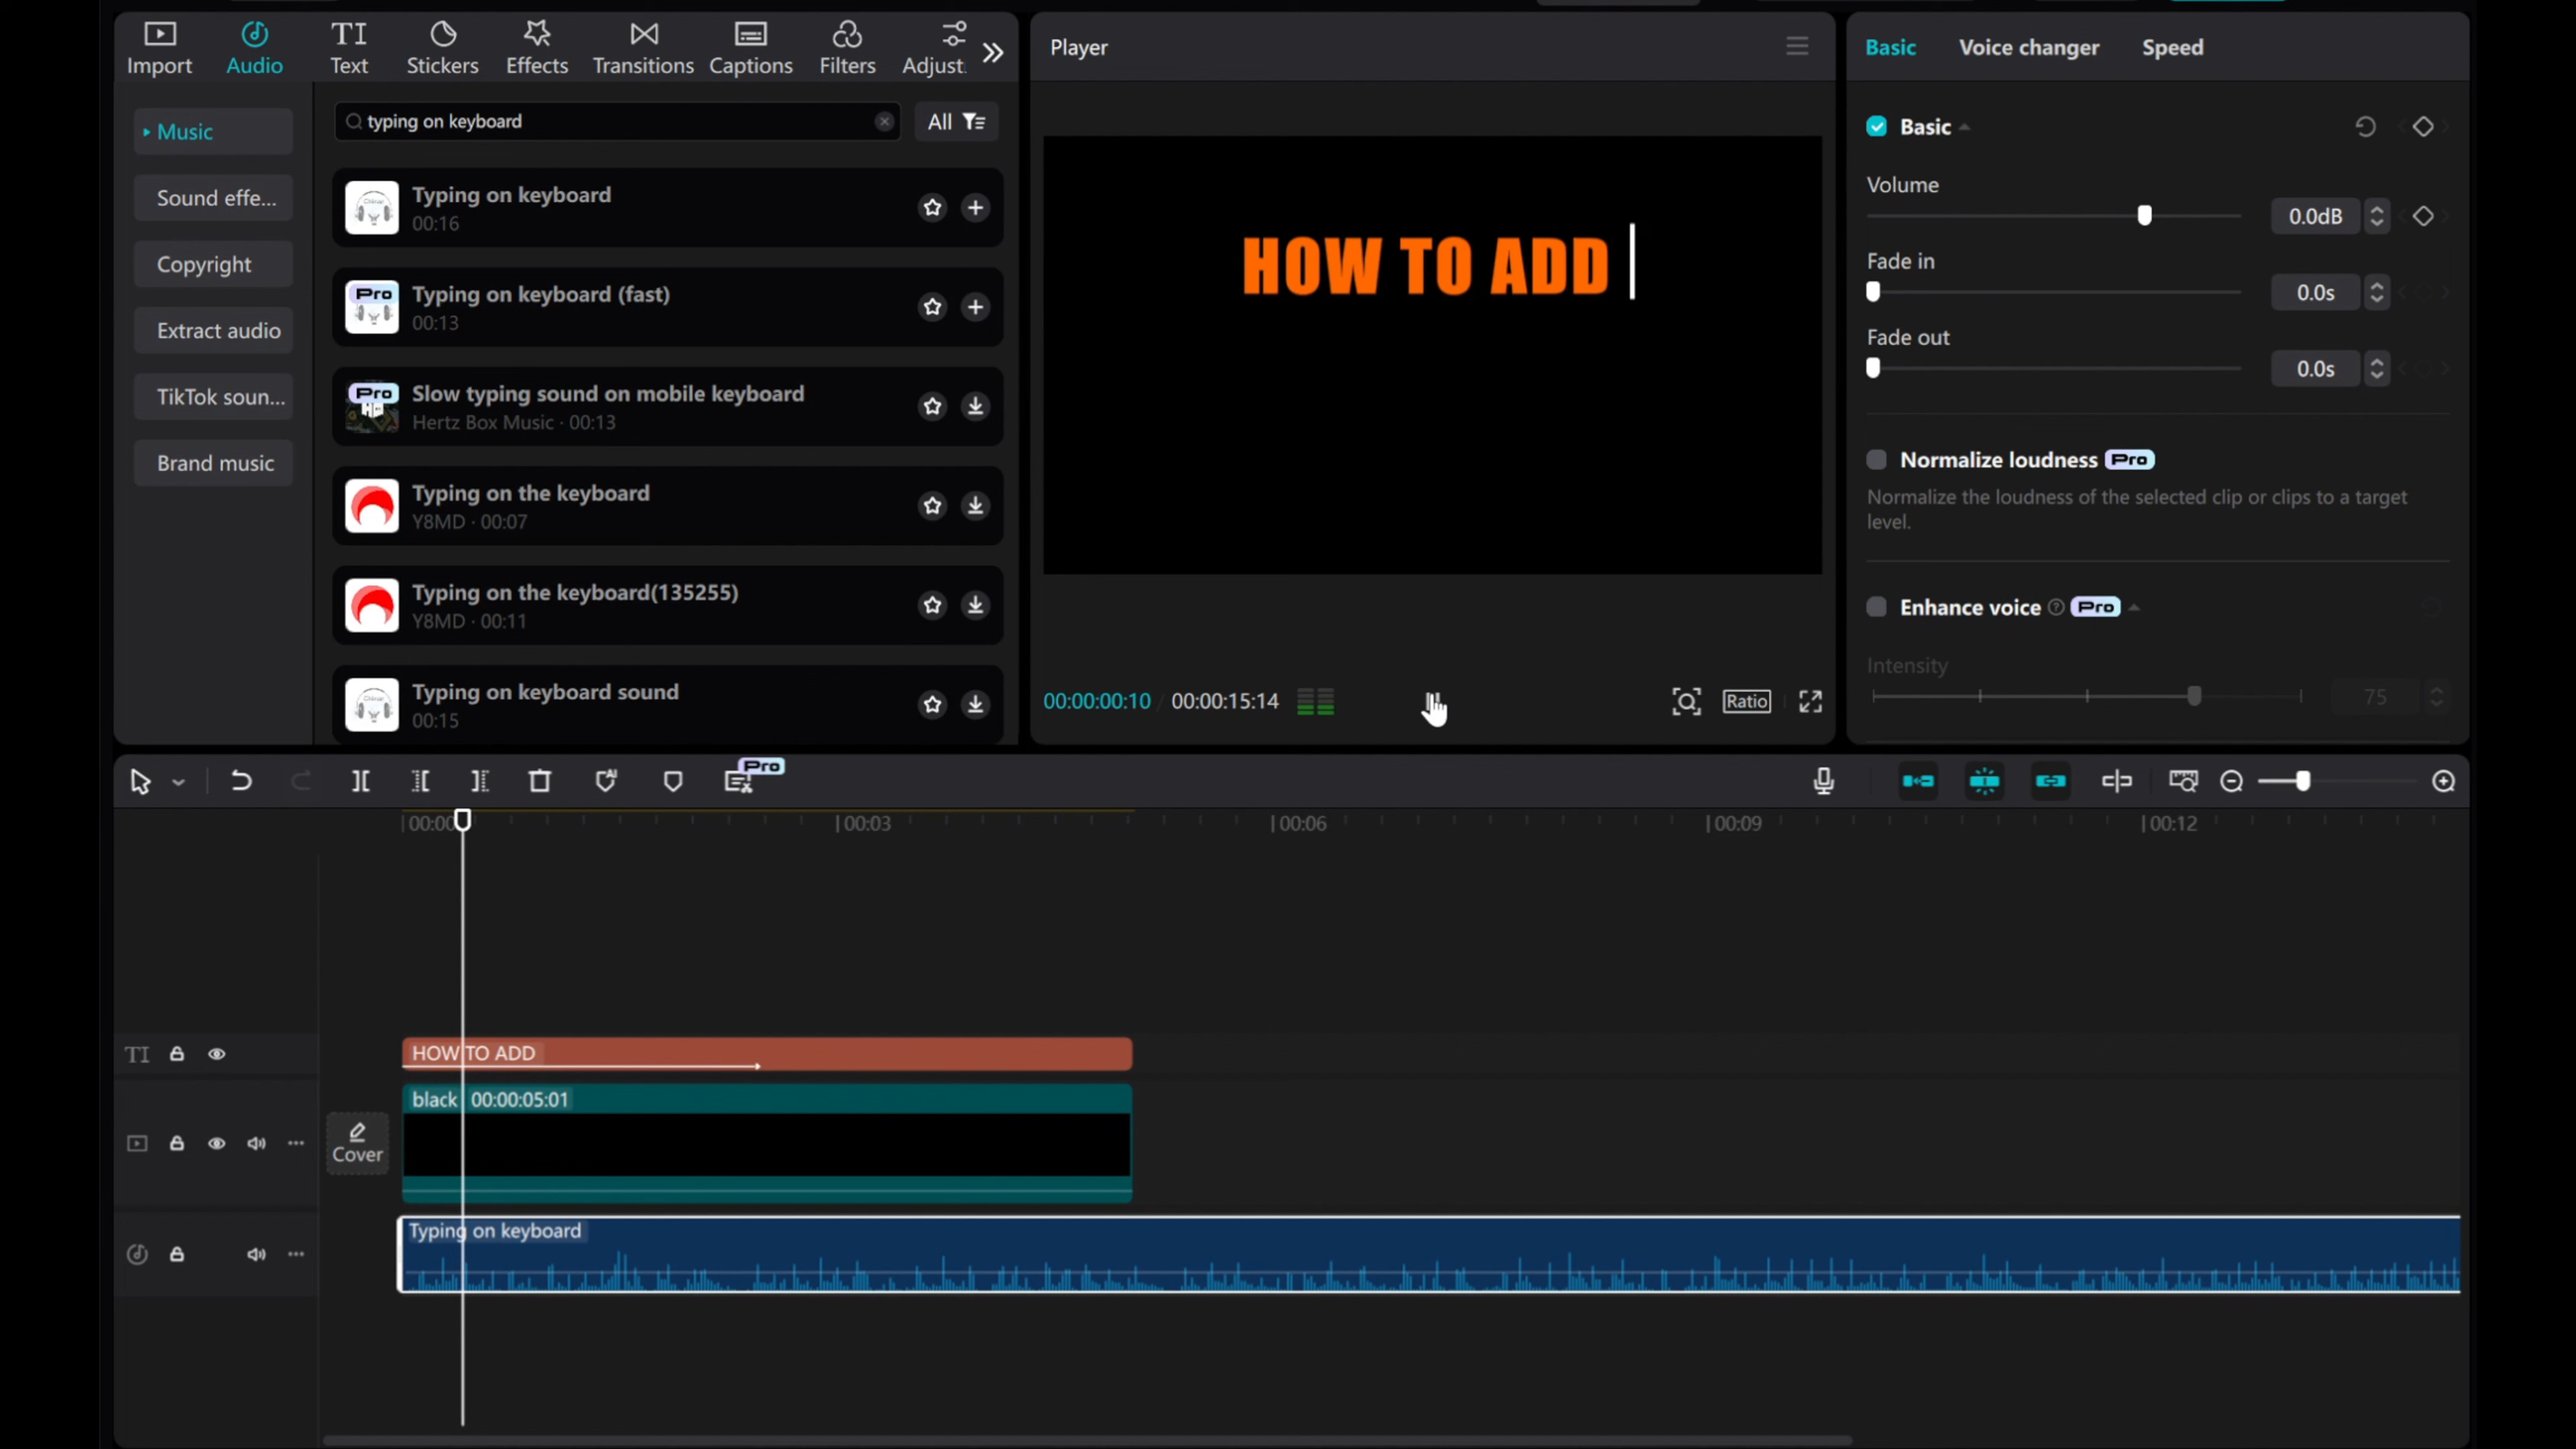 Import
Audio
Text
Stickers
Effects
Transitions
Captions
Filters
Adjust.
Music
Sound effe...
Copyright
Extract audio
TikTok soun...
Brand music
typing on keyboard
All
Typing on keyboard
00:16
Pro
Typing on keyboard (fast)
00:13
Pro
Slow typing sound on mobile keyboard
Hertz Box Music · 00:13
Typing on the keyboard
Y8MD · 00:07
Typing on the keyboard(135255)
Y8MD · 00:11
Typing on keyboard sound
00:15
Player
HOW TO ADD
00:00:00:10
00:00:15:14
Ratio
Basic
Voice changer
Speed
Basic
Volume
0.0dB
Fade in
0.0s
Fade out
0.0s
Normalize loudness Pro
Normalize the loudness of the selected clip or clips to a target
level.
Enhance voice Pro
Intensity
75
Pro
00:00
00:03
00:06
00:09
00:12
TI
HOW TO ADD
black 00:00:05:01
Cover
Typing on keyboard